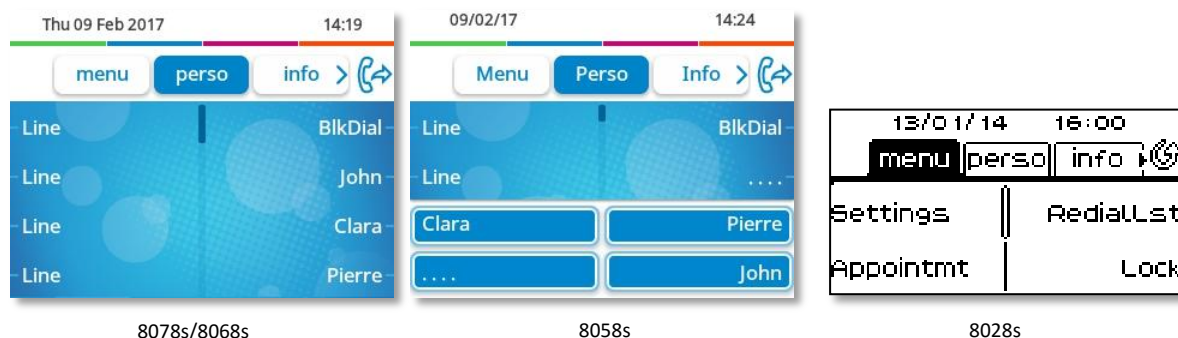 Thu 09 Feb 2017 14:19
menu perso info
Line BlkDial
Line John
Line Clara
Line Pierre
8078s/8068s
09/02/17 14:24
Menu Perso Info
Line BlkDial
Line ....
Clara Pierre
.... John
8058s
13/01/14 16:00
menu perso info
Settings RediallLst
Appointmt Lock
8028s